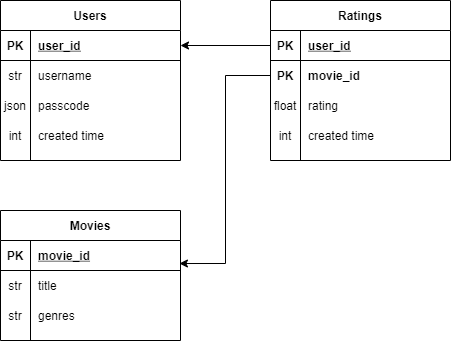 Users
PK user_id
str username
json passcode
int created time
Ratings
PK user_id
PK movie_id
float rating
int created time
Movies
PK movie_id
str title
str genres